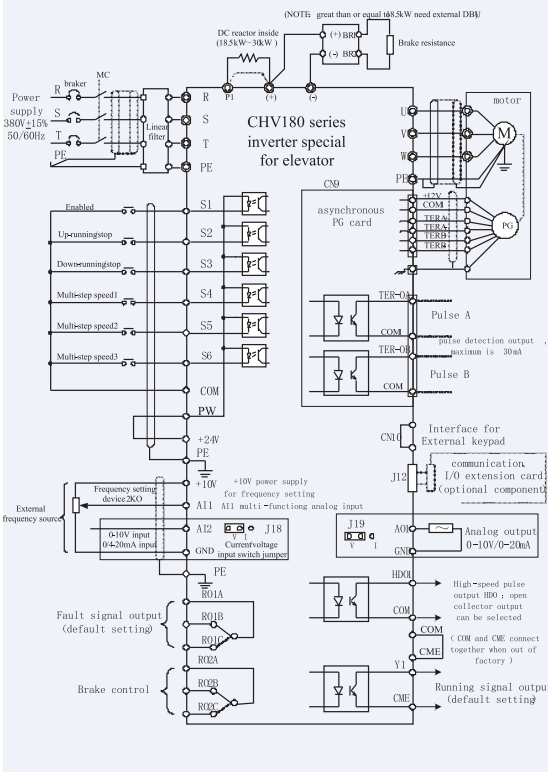 (NOTE: great than or equal to18.5kW need external DBU)
DC reactor inside
(18.5kW~30kW )
(+) BR1
(-) BR2
Brake resistance
P1 (+) (-)
Power
supply
380V±15%
50/60Hz
R braker MC
S
T
PE
Linear
filter
R
S
T
PE
CHV180 series
inverter special
for elevator
U
V
W
PE
motor
M
CN9
asynchronous
PG card
+12V
COM1
TERA
TERA-
TERB
TERB-
PG
Enabled
S1
Up-running/stop
S2
Down-running/stop
S3
Multi-step speed1
S4
Multi-step speed2
S5
Multi-step speed3
S6
COM
PW
+24V
PE
TER-OA
COM1
Pulse A
pulse detection output ,
maximum is 30mA
TER-OB
COM
Pulse B
CN10
Interface for
External keypad
J12
communication.
I/O extension card
(optional component)
External
frequency source
Frequency setting
device2KO
+10V
+10V power supply
for frequency setting
AI1
AI1 multi-functiong analog input
0-10V input
0/4-20mA input
AI2
J18
V I
Current/voltage
input switch jumper
GND
PE
J19
V I
AO1
Analog output
0-10V/0-20mA
GND
HDO1
COM
High-speed pulse
output HDO : open
collector output
can be selected
COM
CME
( COM and CME connect
together when out of
factory )
Y1
CME
Running signal output
(default setting)
Fault signal output
(default setting)
RO1A
RO1B
RO1C
Brake control
RO2A
RO2B
RO2C